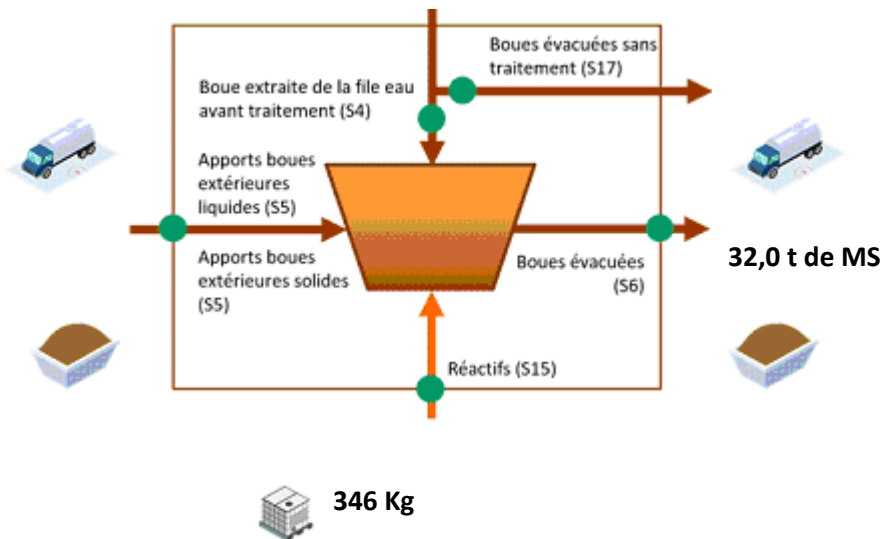 Boues évacuées sans
traitement (S17)
Boue extraite de la file eau
avant traitement (S4)
Apports boues
extérieures
liquides (S5)
Apports boues
extérieures solides
(S5)
Boues évacuées
(S6)
32,0 t de MS
Réactifs (S15)
346 Kg